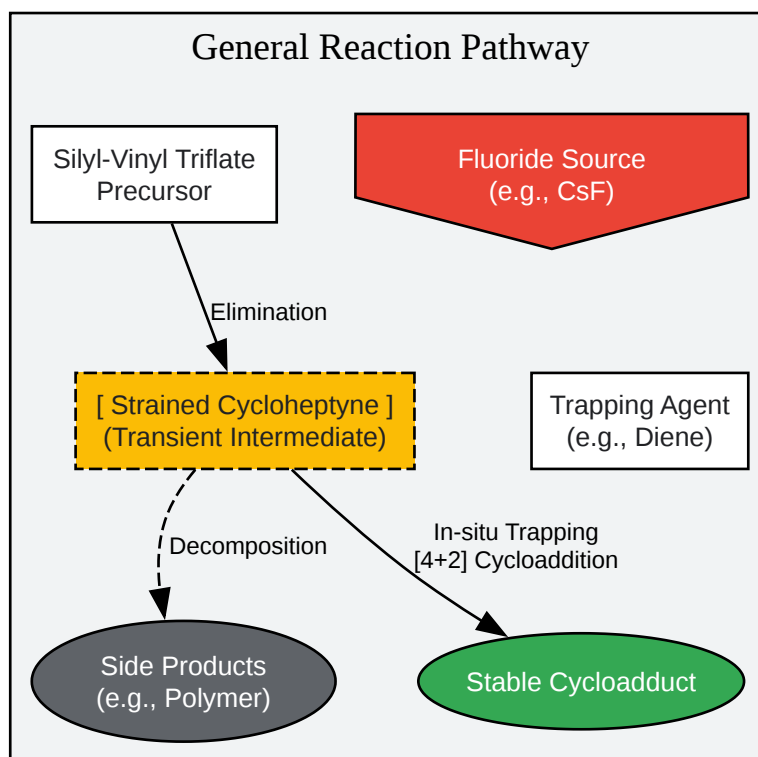 General Reaction Pathway
Silyl-Vinyl Triflate
Precursor
Fluoride Source
(e.g., CsF)
Elimination
[ Strained Cycloheptyne ]
(Transient Intermediate)
Trapping Agent
(e.g., Diene)
Decomposition
In-situ Trapping
[4+2] Cycloaddition
Side Products
(e.g., Polymer)
Stable Cycloadduct